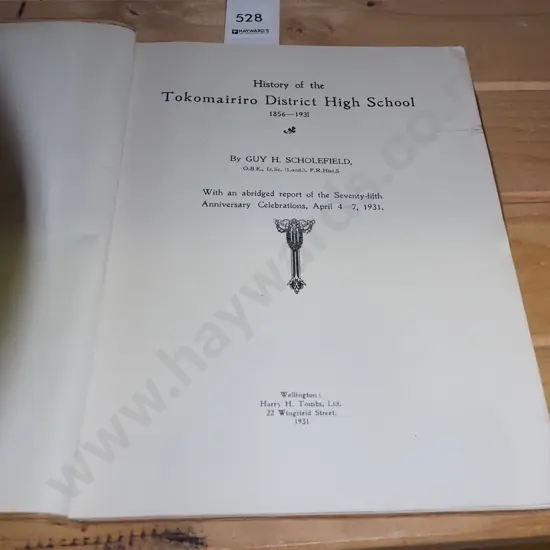 528
HAYWARD'S
History of the
Tokomairiro District High School
1856—1931
By GUY H. SCHOLEFIELD,
O.B.E., D.Sc. (Lond.), F.R.Hist.S
With an abridged report of the Seventy-fifth
Anniversary Celebrations, April 4—7, 1931.
Wellington:
Harry H. Tombs, Ltd.
22 Wingfield Street.
1931
www.haywards.co